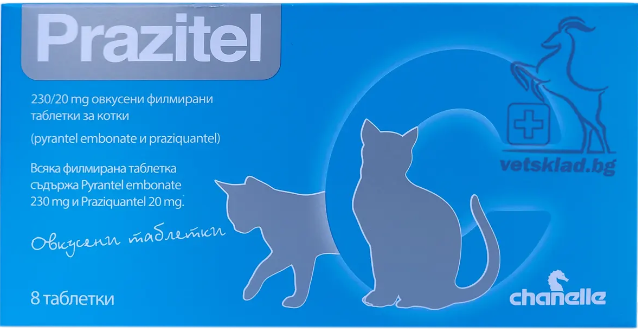 Prazitel
230/20 mg овкусени филмирани
таблетки за котки
(pyrantel embonate и praziquantel)
Всяка филмирана таблетка
съдържа Pyrantel embonate
230 mg и Praziquantel 20 mg.
Овкусени таблетки
8 таблетки
vetsklad.bg
chanelle